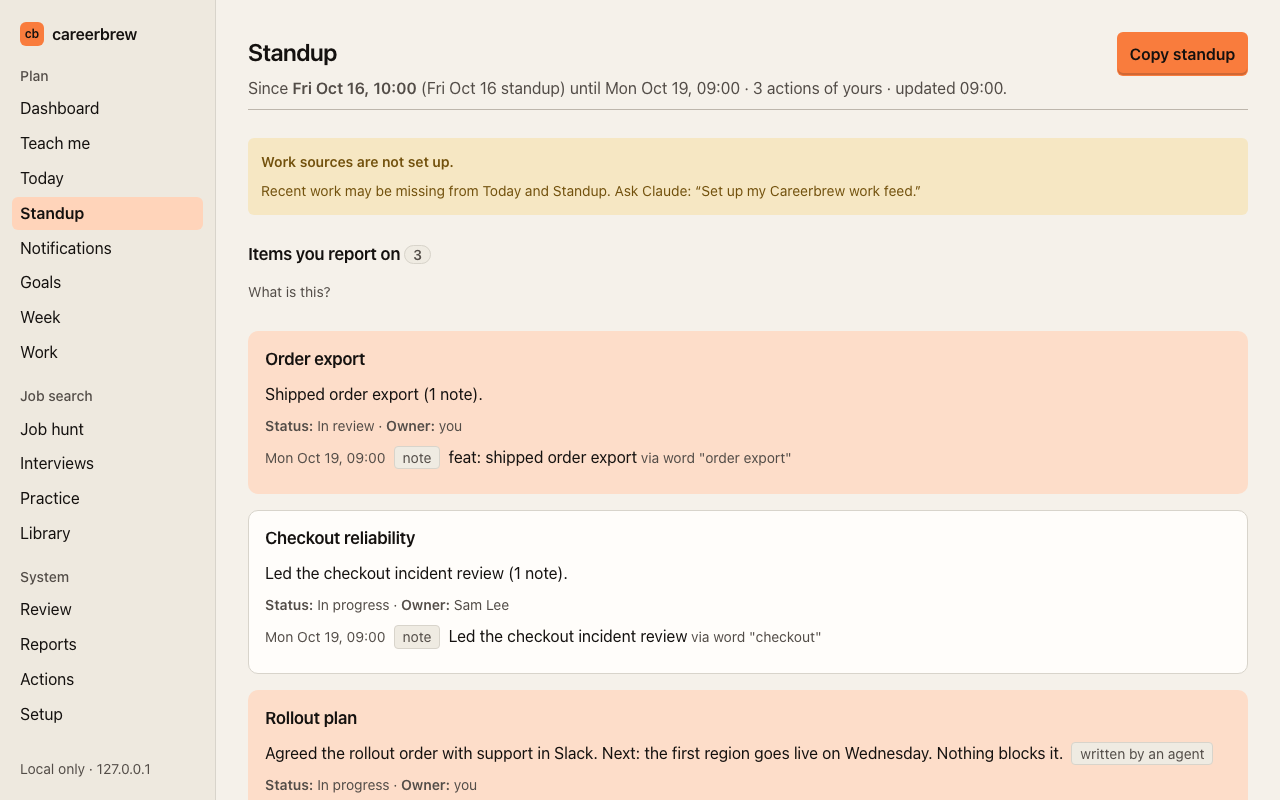 cb careerbrew
Plan
Dashboard
Teach me
Today
Standup
Notifications
Goals
Week
Work
Job search
Job hunt
Interviews
Practice
Library
System
Review
Reports
Actions
Setup
Local only · 127.0.0.1
Standup
Copy standup
Since Fri Oct 16, 10:00 (Fri Oct 16 standup) until Mon Oct 19, 09:00 · 3 actions of yours · updated 09:00.
Work sources are not set up.
Recent work may be missing from Today and Standup. Ask Claude: “Set up my Careerbrew work feed.”
Items you report on 3
What is this?
Order export
Shipped order export (1 note).
Status: In review · Owner: you
Mon Oct 19, 09:00 note feat: shipped order export via word "order export"
Checkout reliability
Led the checkout incident review (1 note).
Status: In progress · Owner: Sam Lee
Mon Oct 19, 09:00 note Led the checkout incident review via word "checkout"
Rollout plan
Agreed the rollout order with support in Slack. Next: the first region goes live on Wednesday. Nothing blocks it. written by an agent
Status: In progress · Owner: you